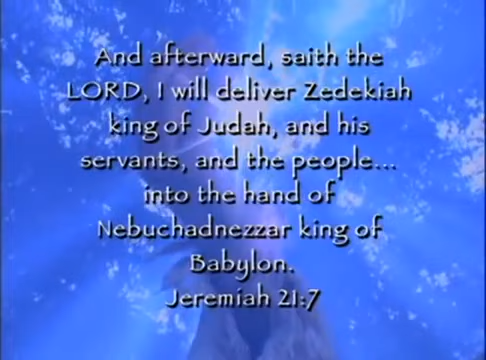 And afterward, saith the
LORD, I will deliver Zedekiah
king of Judah, and his
servants, and the people...
into the hand of
Nebuchadnezzar king of
Babylon.
Jeremiah 21:7